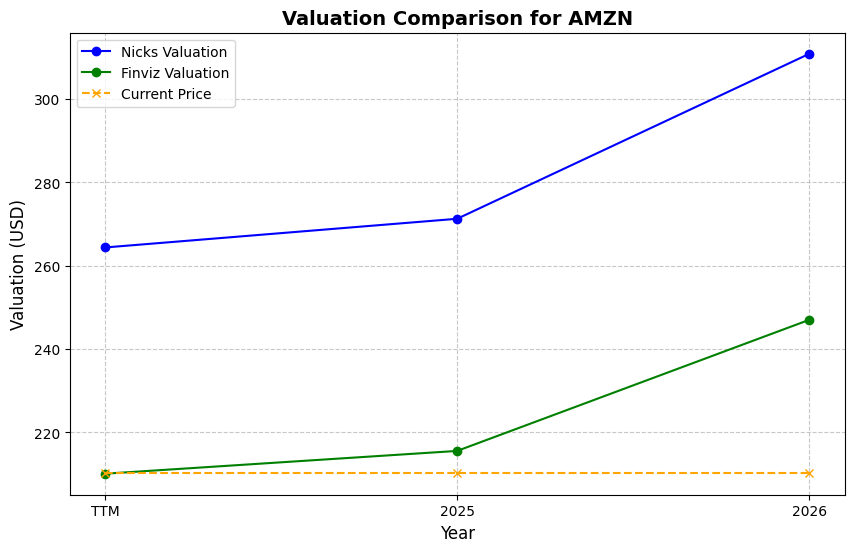 Valuation Comparison for AMZN
Nicks Valuation
Finviz Valuation
Current Price
300
280
260
240
220
Valuation (USD)
TTM 2025 2026
Year